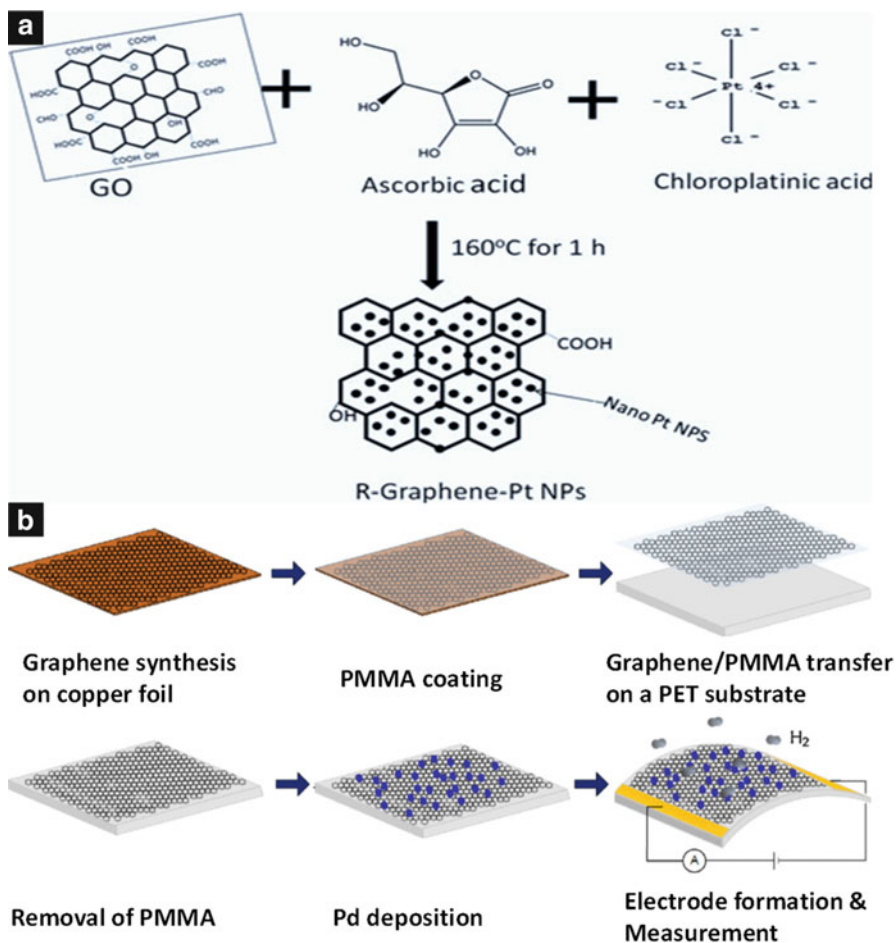 a
COOH OH COOH
HOOC COOH
O
CHO CHO
O
HOOC OH COOH
COOH OH
GO
+
HO
HO
O
O
HO
OH
Ascorbic acid
+
Cl⁻
Cl⁻ Cl⁻
Pt 4+
⁻Cl Cl⁻
Cl⁻
Chloroplatinic acid
160°C for 1 h
COOH
OH
Nano Pt NPS
R-Graphene-Pt NPs
b
Graphene synthesis
on copper foil
PMMA coating
Graphene/PMMA transfer
on a PET substrate
H₂
A
Removal of PMMA
Pd deposition
Electrode formation &
Measurement